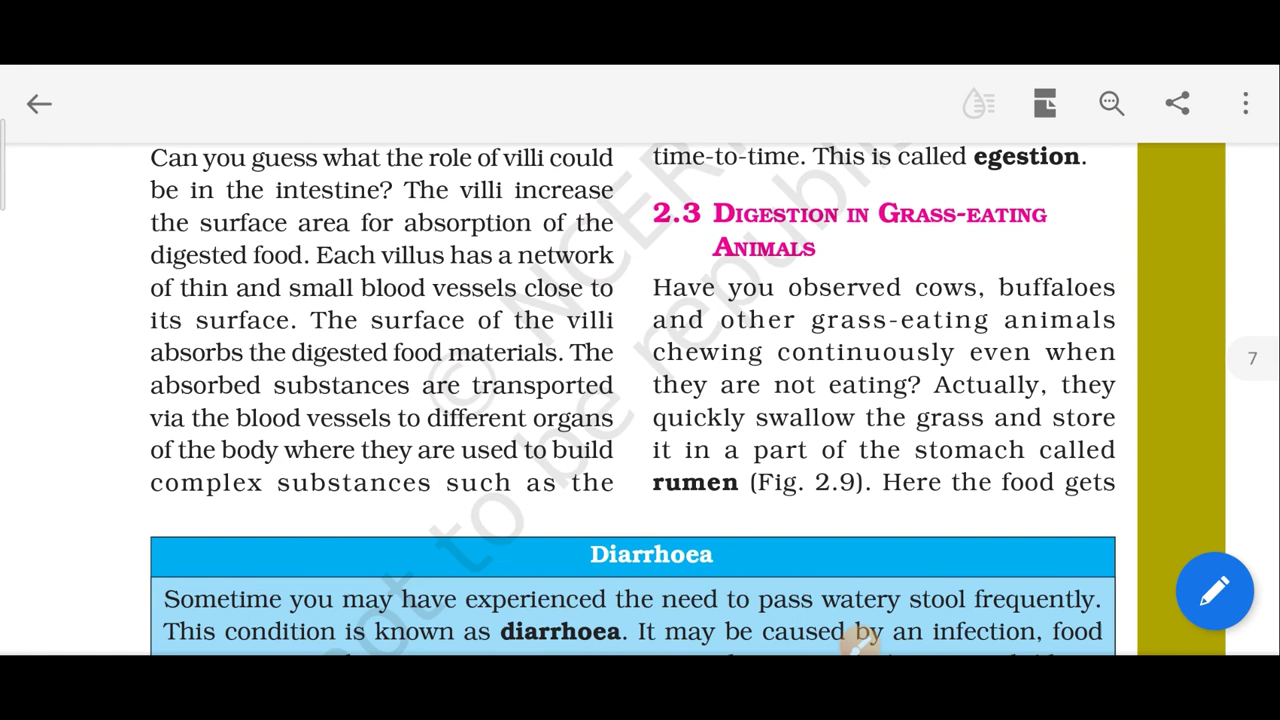 Can you guess what the role of villi could
be in the intestine? The villi increase
the surface area for absorption of the
digested food. Each villus has a network
of thin and small blood vessels close to
its surface. The surface of the villi
absorbs the digested food materials. The
absorbed substances are transported
via the blood vessels to different organs
of the body where they are used to build
complex substances such as the
time-to-time. This is called egestion.
2.3 DIGESTION IN GRASS-EATING
ANIMALS
Have you observed cows, buffaloes
and other grass-eating animals
chewing continuously even when
they are not eating? Actually, they
quickly swallow the grass and store
it in a part of the stomach called
rumen (Fig. 2.9). Here the food gets
7
Diarrhoea
Sometime you may have experienced the need to pass watery stool frequently.
This condition is known as diarrhoea. It may be caused by an infection, food
© NCER
not to be republi